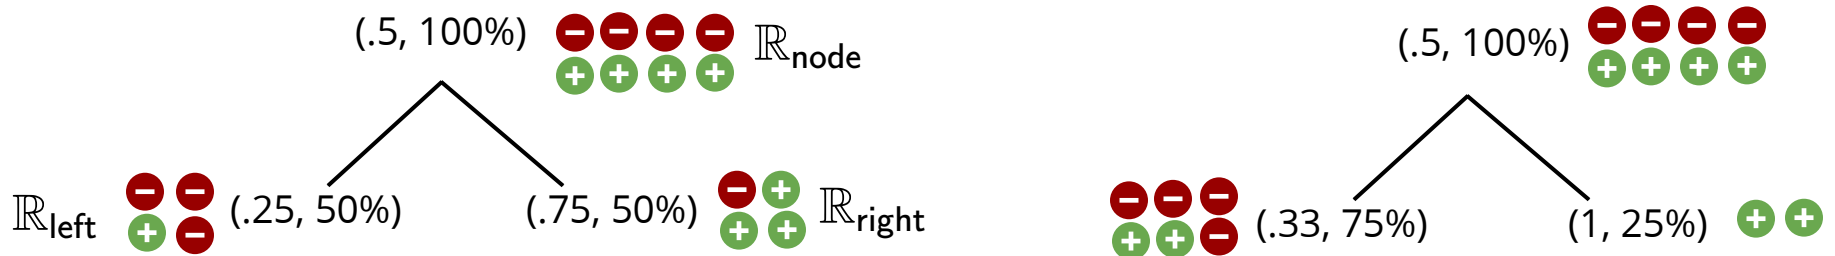 (.5, 100%) ℝnode
ℝleft (.25, 50%) (.75, 50%) ℝright
(.5, 100%)
(.33, 75%) (1, 25%)